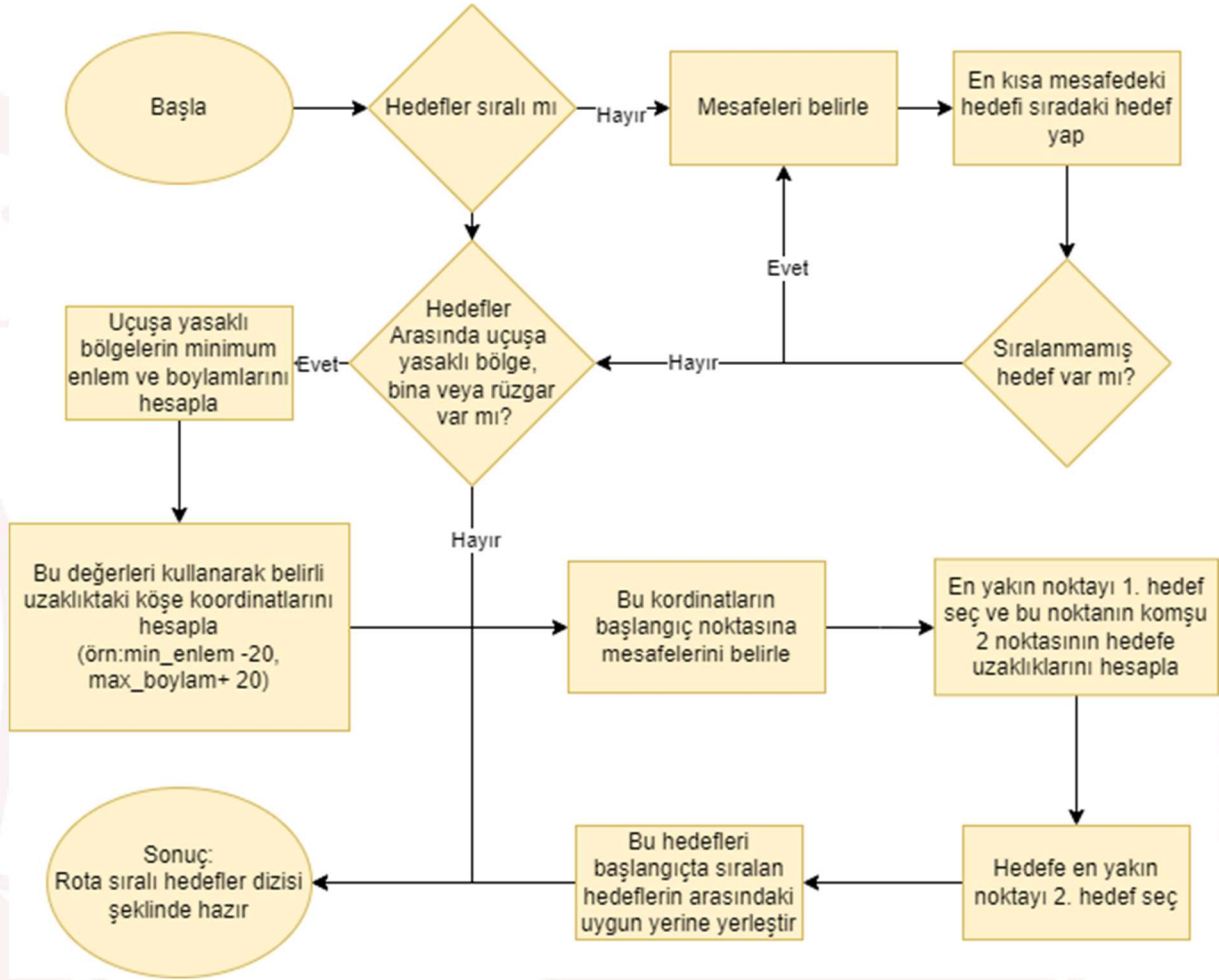 Başla
Hedefler sıralı mı
Hayır
Mesafeleri belirle
En kısa mesafedeki
hedefi sıradaki hedef
yap
Evet
Sıralanmamış
hedef var mı?
Hayır
Hedefler
Arasında uçuşa
yasaklı bölge,
bina veya rüzgar
var mı?
Evet
Uçuşa yasaklı
bölgelerin minimum
enlem ve boylamlarını
hesapla
Hayır
Bu değerleri kullanarak belirli
uzaklıktaki köşe koordinatlarını
hesapla
(örn:min_enlem -20,
max_boylam+ 20)
Bu kordinatların
başlangıç noktasına
mesafelerini belirle
En yakın noktayı 1. hedef
seç ve bu noktanın komşu
2 noktasının hedefe
uzaklıklarını hesapla
Hedefe en yakın
noktayı 2. hedef seç
Bu hedefleri
başlangıçta sıralan
hedeflerin arasındaki
uygun yerine yerleştir
Sonuç:
Rota sıralı hedefler dizisi
şeklinde hazır